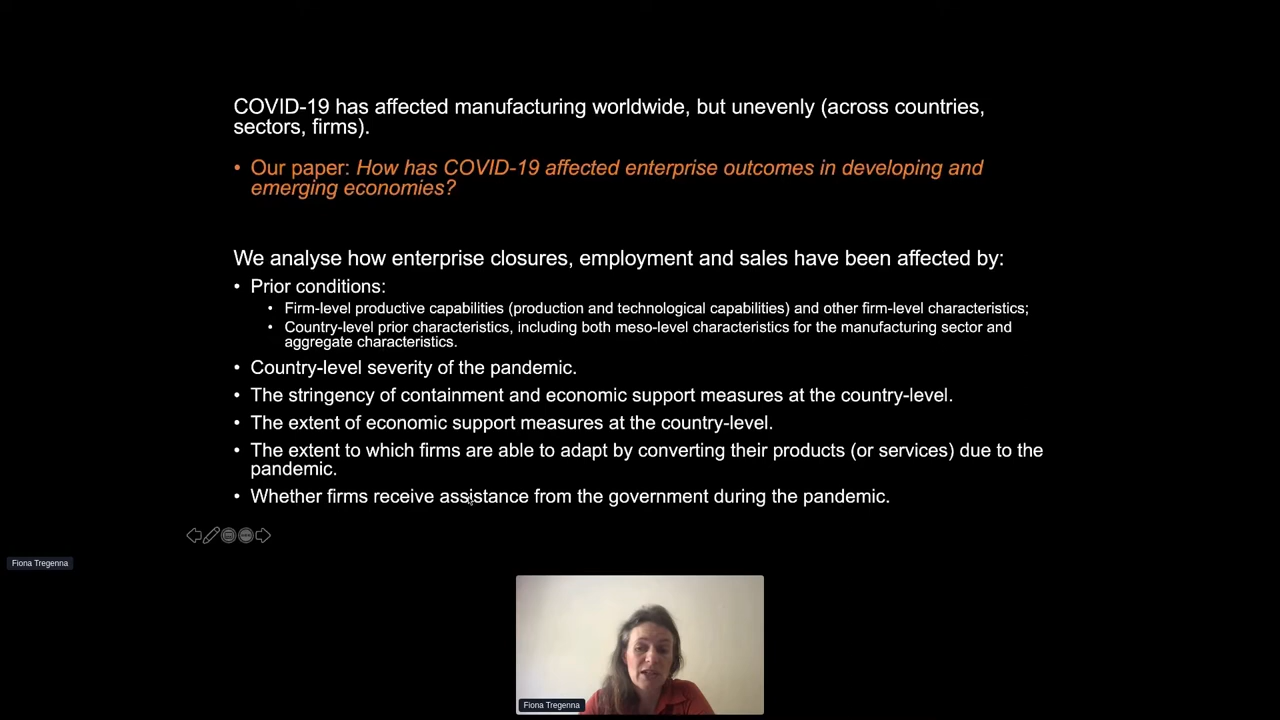 COVID-19 has affected manufacturing worldwide, but unevenly (across countries,
sectors, firms).
• Our paper: How has COVID-19 affected enterprise outcomes in developing and
emerging economies?
We analyse how enterprise closures, employment and sales have been affected by:
• Prior conditions:
• Firm-level productive capabilities (production and technological capabilities) and other firm-level characteristics;
• Country-level prior characteristics, including both meso-level characteristics for the manufacturing sector and
aggregate characteristics.
• Country-level severity of the pandemic.
• The stringency of containment and economic support measures at the country-level.
• The extent of economic support measures at the country-level.
• The extent to which firms are able to adapt by converting their products (or services) due to the
pandemic.
• Whether firms receive assistance from the government during the pandemic.
Fiona Tregenna
Fiona Tregenna